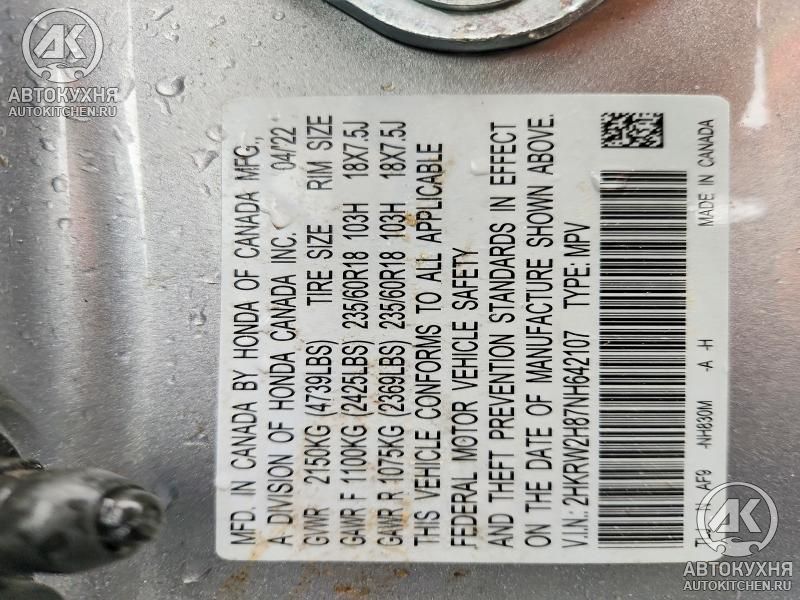 АК
АВТОКУХНЯ
AUTOKITCHEN.RU
MFD. IN CANADA BY HONDA OF CANADA MFG.,
A DIVISION OF HONDA CANADA INC. 04/22
GVWR 2150KG (4739LBS) TIRE SIZE RIM SIZE
GAWR F 1100KG (2425LBS) 235/60R18 103H 18X7.5J
GAWR R 1075KG (2369LBS) 235/60R18 103H 18X7.5J
THIS VEHICLE CONFORMS TO ALL APPLICABLE
FEDERAL MOTOR VEHICLE SAFETY
AND THEFT PREVENTION STANDARDS IN EFFECT
ON THE DATE OF MANUFACTURE SHOWN ABOVE.
V.I.N.: 2HKRW2H87NH642107 TYPE: MPV
AF9 -NH830M -A -H MADE IN CANADA
АК
АВТОКУХНЯ
AUTOKITCHEN.RU